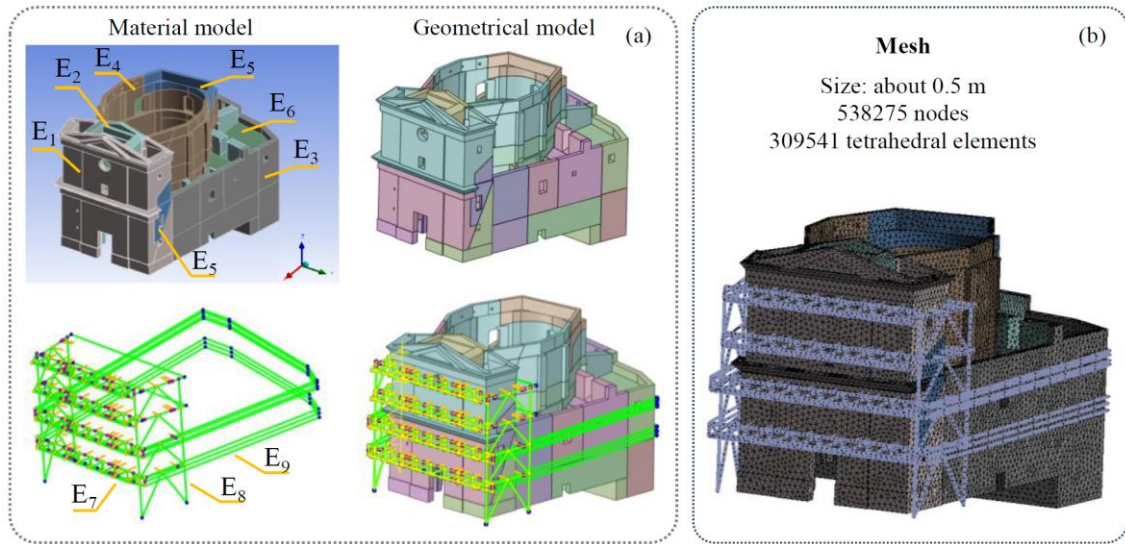 Material model
Geometrical model
(a)
E₄
E₅
E₂
E₆
E₁
E₃
E₅
E₉
E₇
E₈
(b)
Mesh
Size: about 0.5 m
538275 nodes
309541 tetrahedral elements